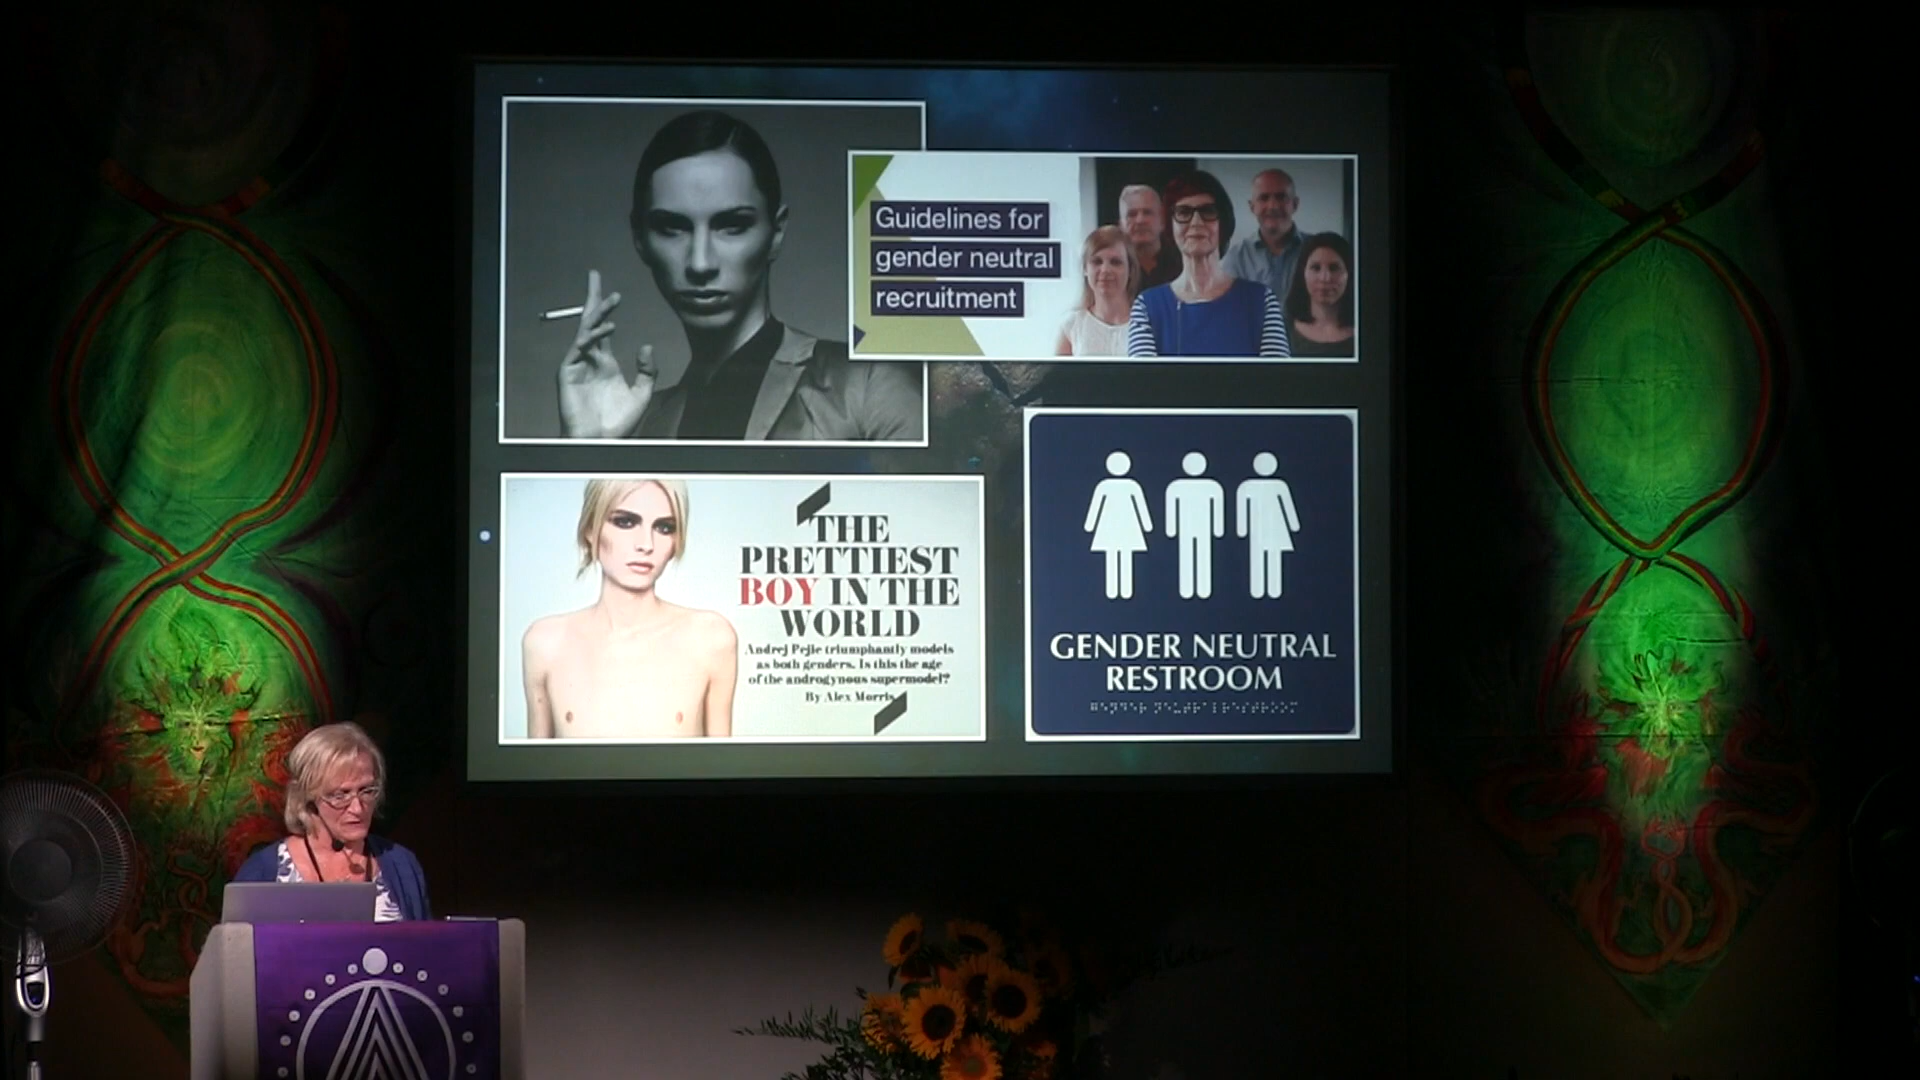 Guidelines for
gender neutral
recruitment
THE
PRETTIEST
BOY IN THE
WORLD
Andrej Pejic triumphantly models
as both genders. Is this the age
of the androgynous supermodel?
By Alex Morris
GENDER NEUTRAL
RESTROOM